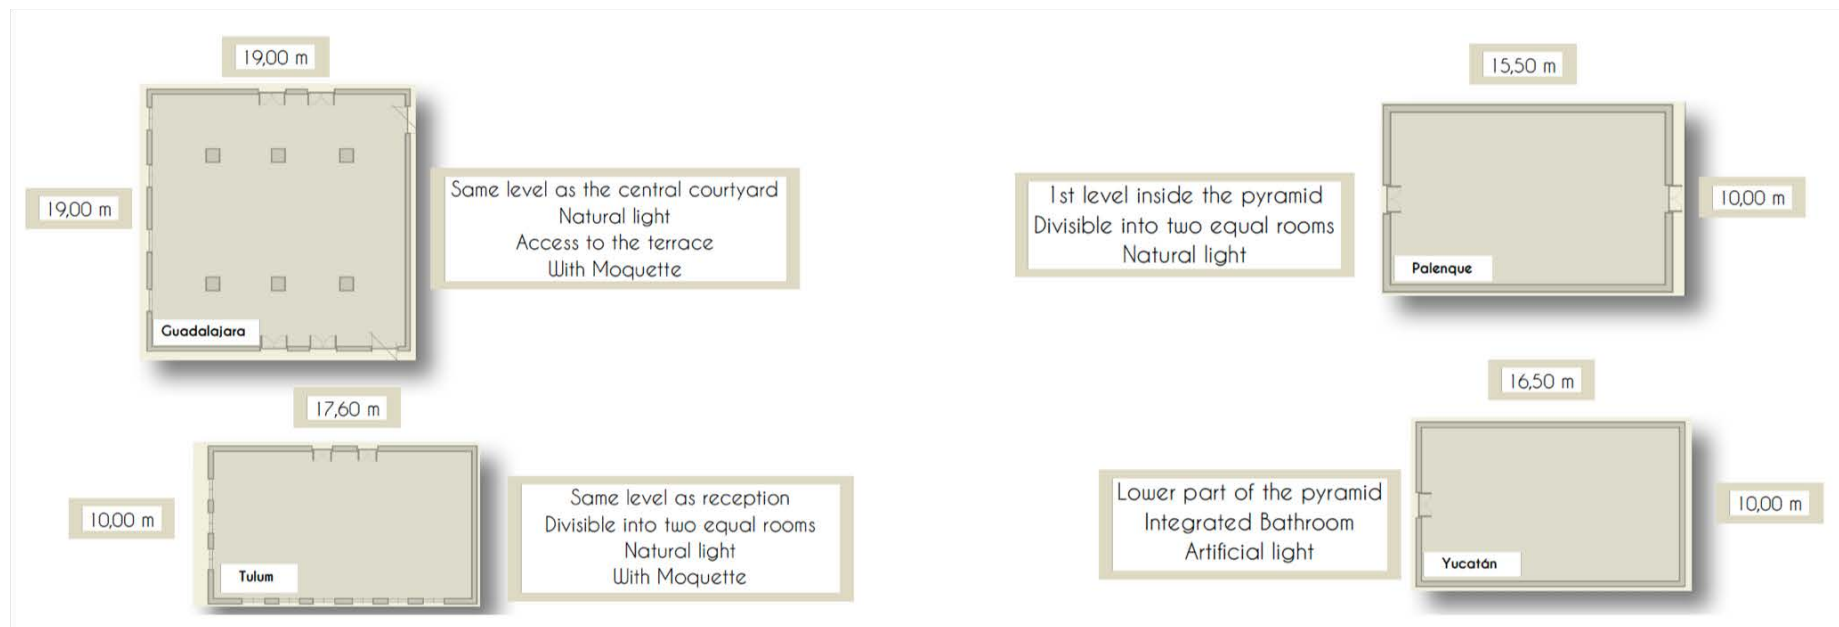 19,00 m
19,00 m
Same level as the central courtyard
Natural light
Access to the terrace
With Moquette
Guadalajara
17,60 m
10,00 m
Same level as reception
Divisible into two equal rooms
Natural light
With Moquette
Tulum
15,50 m
1st level inside the pyramid
Divisible into two equal rooms
Natural light
10,00 m
Palenque
16,50 m
Lower part of the pyramid
Integrated Bathroom
Artificial light
10,00 m
Yucatán